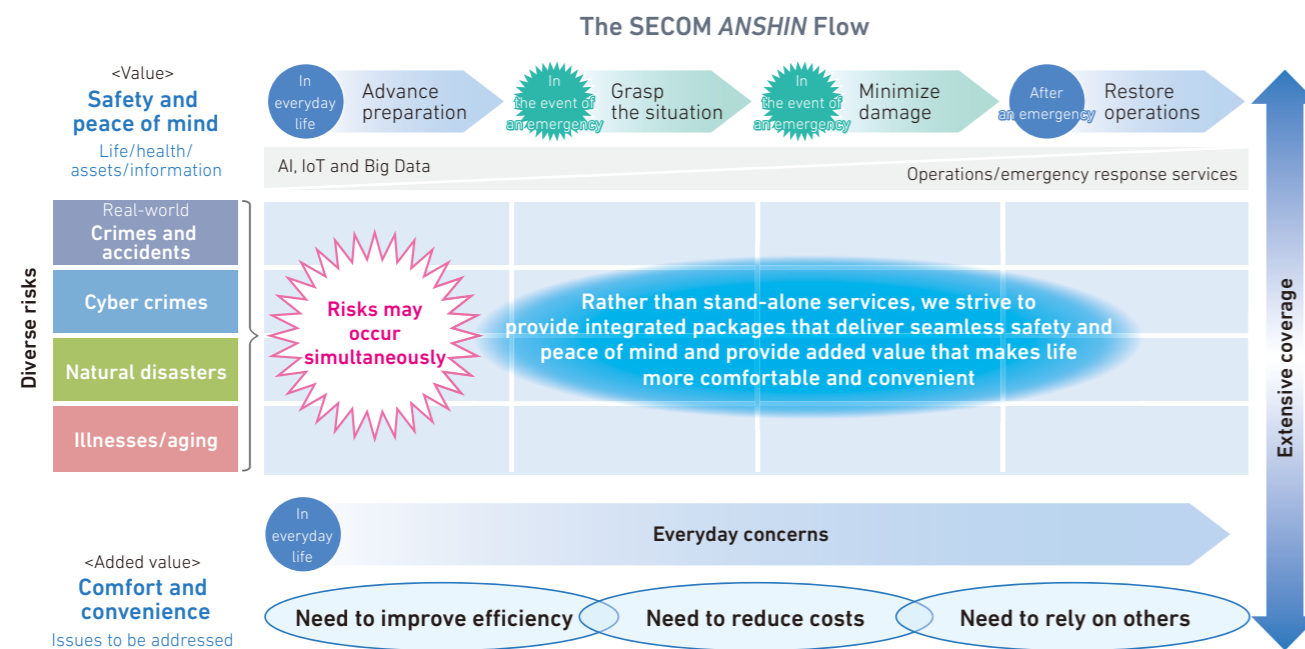 The SECOM ANSHIN Flow
<Value>
Safety and
peace of mind
Life/health/
assets/information
In
everyday
life
Advance
preparation
In
the event of
an emergency
Grasp
the situation
In
the event of
an emergency
Minimize
damage
After
an emergency
Restore
operations
AI, IoT and Big Data
Operations/emergency response services
Diverse risks
Real-world
Crimes and
accidents
Cyber crimes
Natural disasters
Illnesses/aging
Risks may
occur
simultaneously
Rather than stand-alone services, we strive to
provide integrated packages that deliver seamless safety and
peace of mind and provide added value that makes life
more comfortable and convenient
Extensive coverage
<Added value>
Comfort and
convenience
Issues to be addressed
In
everyday
life
Everyday concerns
Need to improve efficiency
Need to reduce costs
Need to rely on others